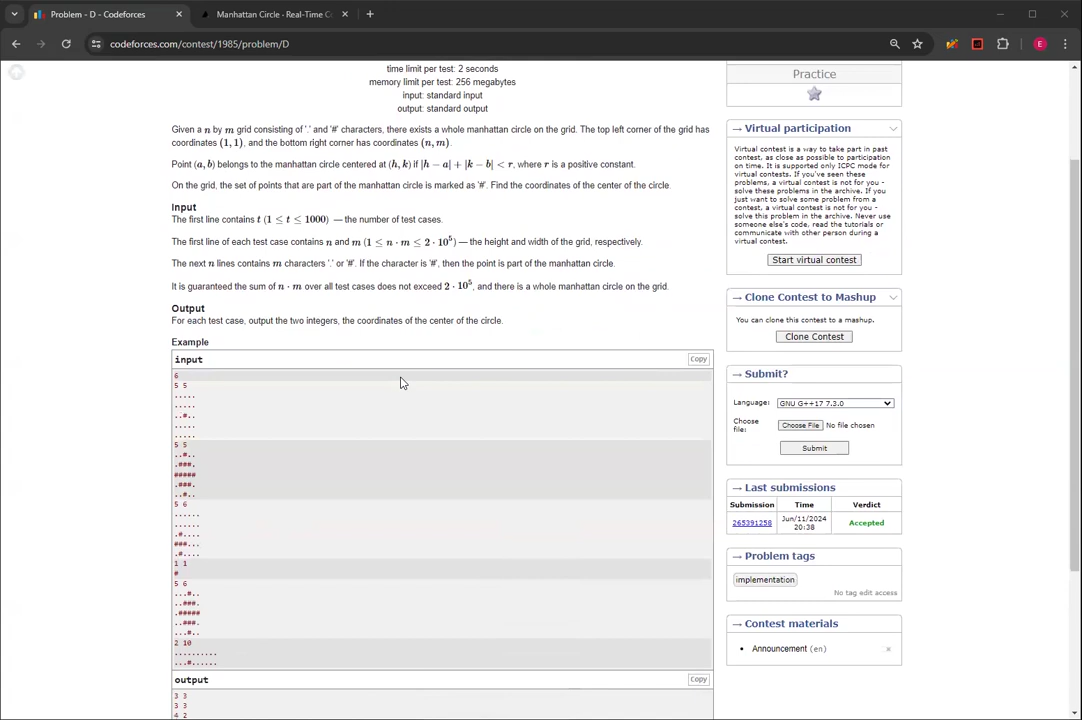 Problem - D - Codeforces
Manhattan Circle - Real-Time C
codeforces.com/contest/1985/problem/D
E
time limit per test: 2 seconds
memory limit per test: 256 megabytes
input: standard input
output: standard output
Given a n by m grid consisting of '.' and '#' characters, there exists a whole manhattan circle on the grid. The top left corner of the grid has
coordinates (1, 1), and the bottom right corner has coordinates (n, m).
Point (a, b) belongs to the manhattan circle centered at (h, k) if |h − a| + |k − b| < r, where r is a positive constant.
On the grid, the set of points that are part of the manhattan circle is marked as '#'. Find the coordinates of the center of the circle.
Input
The first line contains t (1 ≤ t ≤ 1000) — the number of test cases.
The first line of each test case contains n and m (1 ≤ n · m ≤ 2 · 10^5) — the height and width of the grid, respectively.
The next n lines contains m characters '.' or '#'. If the character is '#', then the point is part of the manhattan circle.
It is guaranteed the sum of n · m over all test cases does not exceed 2 · 10^5, and there is a whole manhattan circle on the grid.
Output
For each test case, output the two integers, the coordinates of the center of the circle.
Example
input
Copy
6
5 5
.....
.....
..#..
.....
.....
5 5
..#..
.###.
#####
.###.
..#..
5 6
......
......
.#....
###...
.#....
1 1
#
5 6
...#..
..###.
.#####
..###.
...#..
2 10
..........
...#......
output
Copy
3 3
3 3
4 2
Practice
→ Virtual participation
Virtual contest is a way to take part in past
contest, as close as possible to participation
on time. It is supported only ICPC mode for
virtual contests. If you've seen these
problems, a virtual contest is not for you -
solve these problems in the archive. If you
just want to solve some problem from a
contest, a virtual contest is not for you -
solve this problem in the archive. Never use
someone else's code, read the tutorials or
communicate with other person during a
virtual contest.
Start virtual contest
→ Clone Contest to Mashup
You can clone this contest to a mashup.
Clone Contest
→ Submit?
Language: GNU G++17 7.3.0
Choose
file:
Choose File No file chosen
Submit
→ Last submissions
Submission Time Verdict
265391258 Jun/11/2024
20:38 Accepted
→ Problem tags
implementation
No tag edit access
→ Contest materials
Announcement (en)